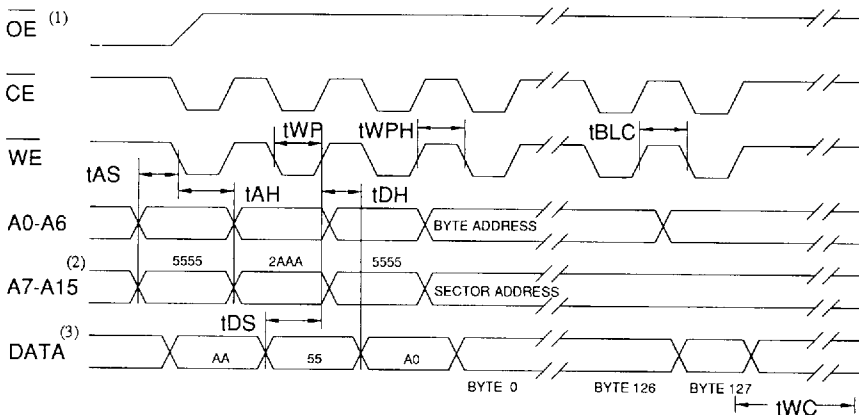 OE (1)
CE
tWP tWPH tBLC
WE
tAS tAH tDH
A0-A6 BYTE ADDRESS
(2) 5555 2AAA 5555
A7-A15 SECTOR ADDRESS
tDS
(3)
DATA AA 55 A0
BYTE 0 BYTE 126 BYTE 127
tWC